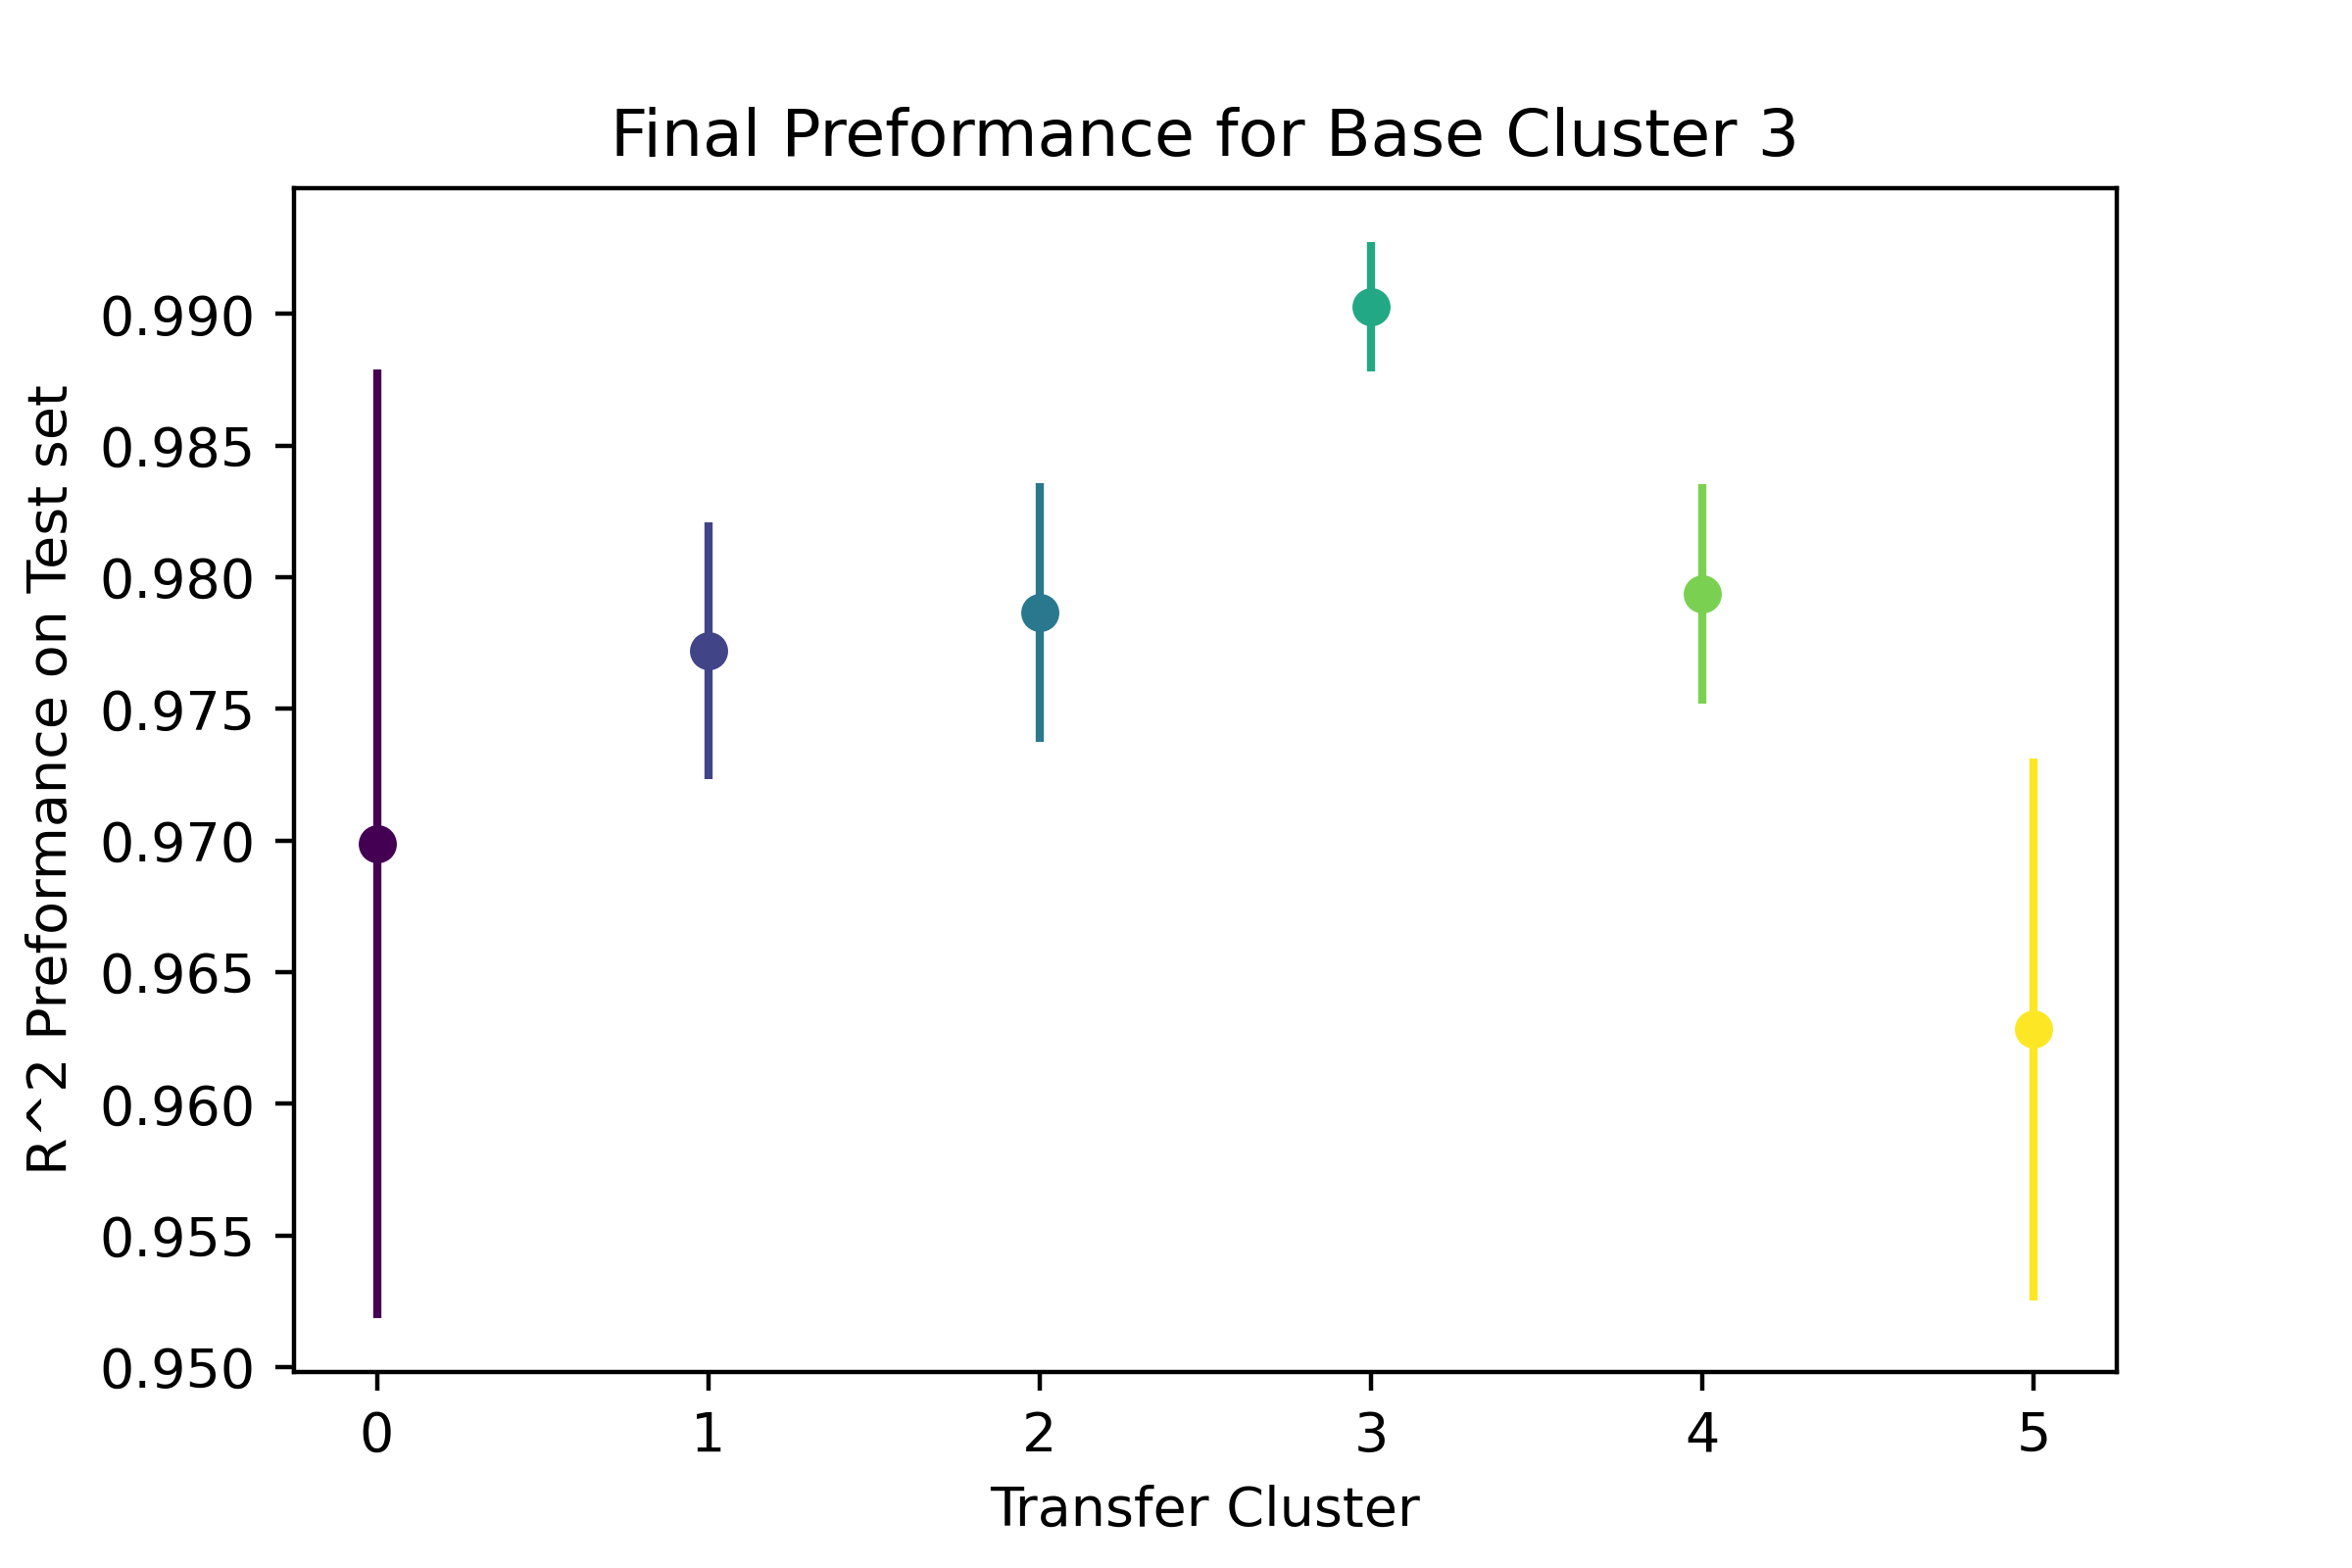 Final Preformance for Base Cluster 3
R^2 Preformance on Test set
0.990
0.985
0.980
0.975
0.970
0.965
0.960
0.955
0.950
0 1 2 3 4 5
Transfer Cluster